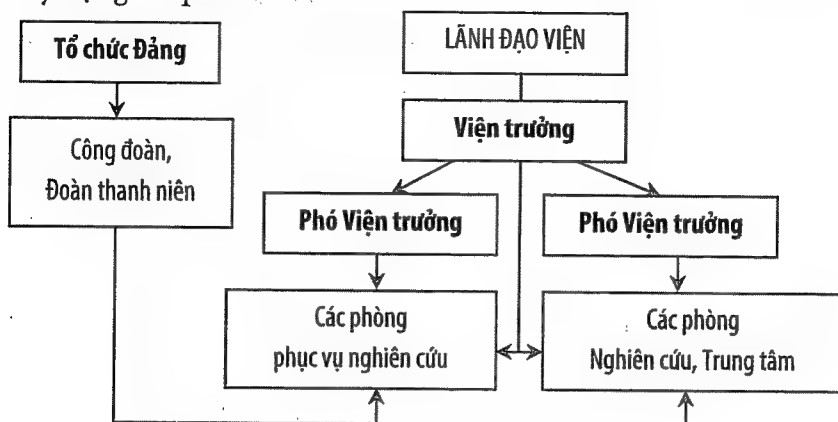 Tổ chức Đảng
LÃNH ĐẠO VIỆN
Viện trưởng
Công đoàn,
Đoàn thanh niên
Phó Viện trưởng
Phó Viện trưởng
Các phòng
phục vụ nghiên cứu
Các phòng
Nghiên cứu, Trung tâm